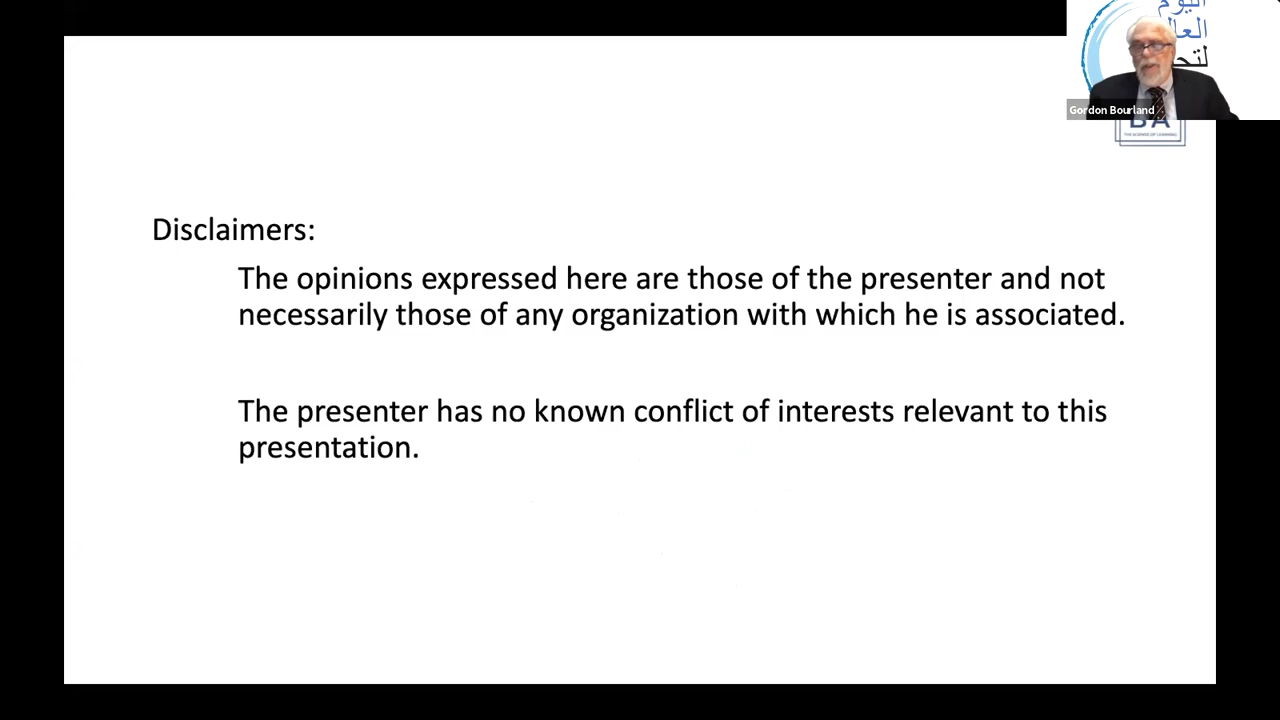 اليوم
Gordon Bourland
BA
THE SCIENCE OF LEARNING
Disclaimers:
The opinions expressed here are those of the presenter and not
necessarily those of any organization with which he is associated.
The presenter has no known conflict of interests relevant to this
presentation.